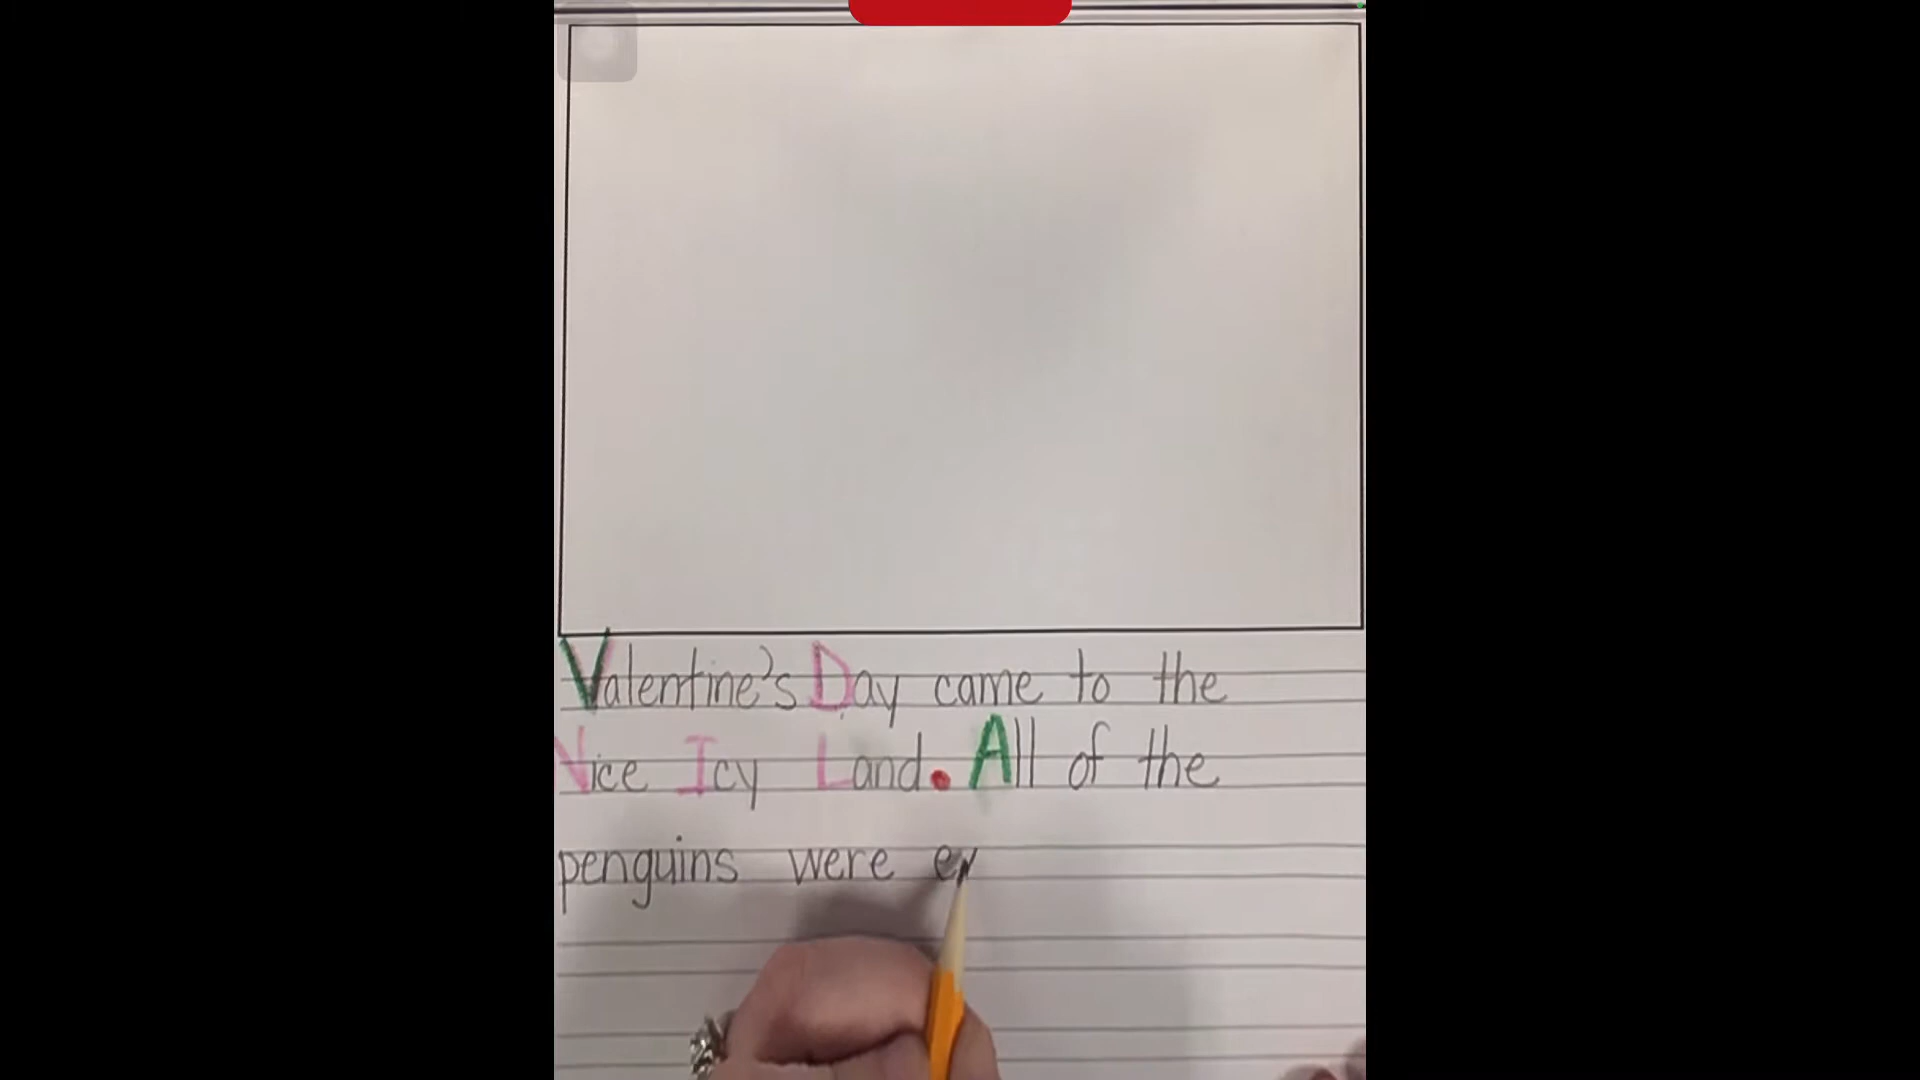 Valentine's Day came to the
Nice Icy Land. All of the
penguins were